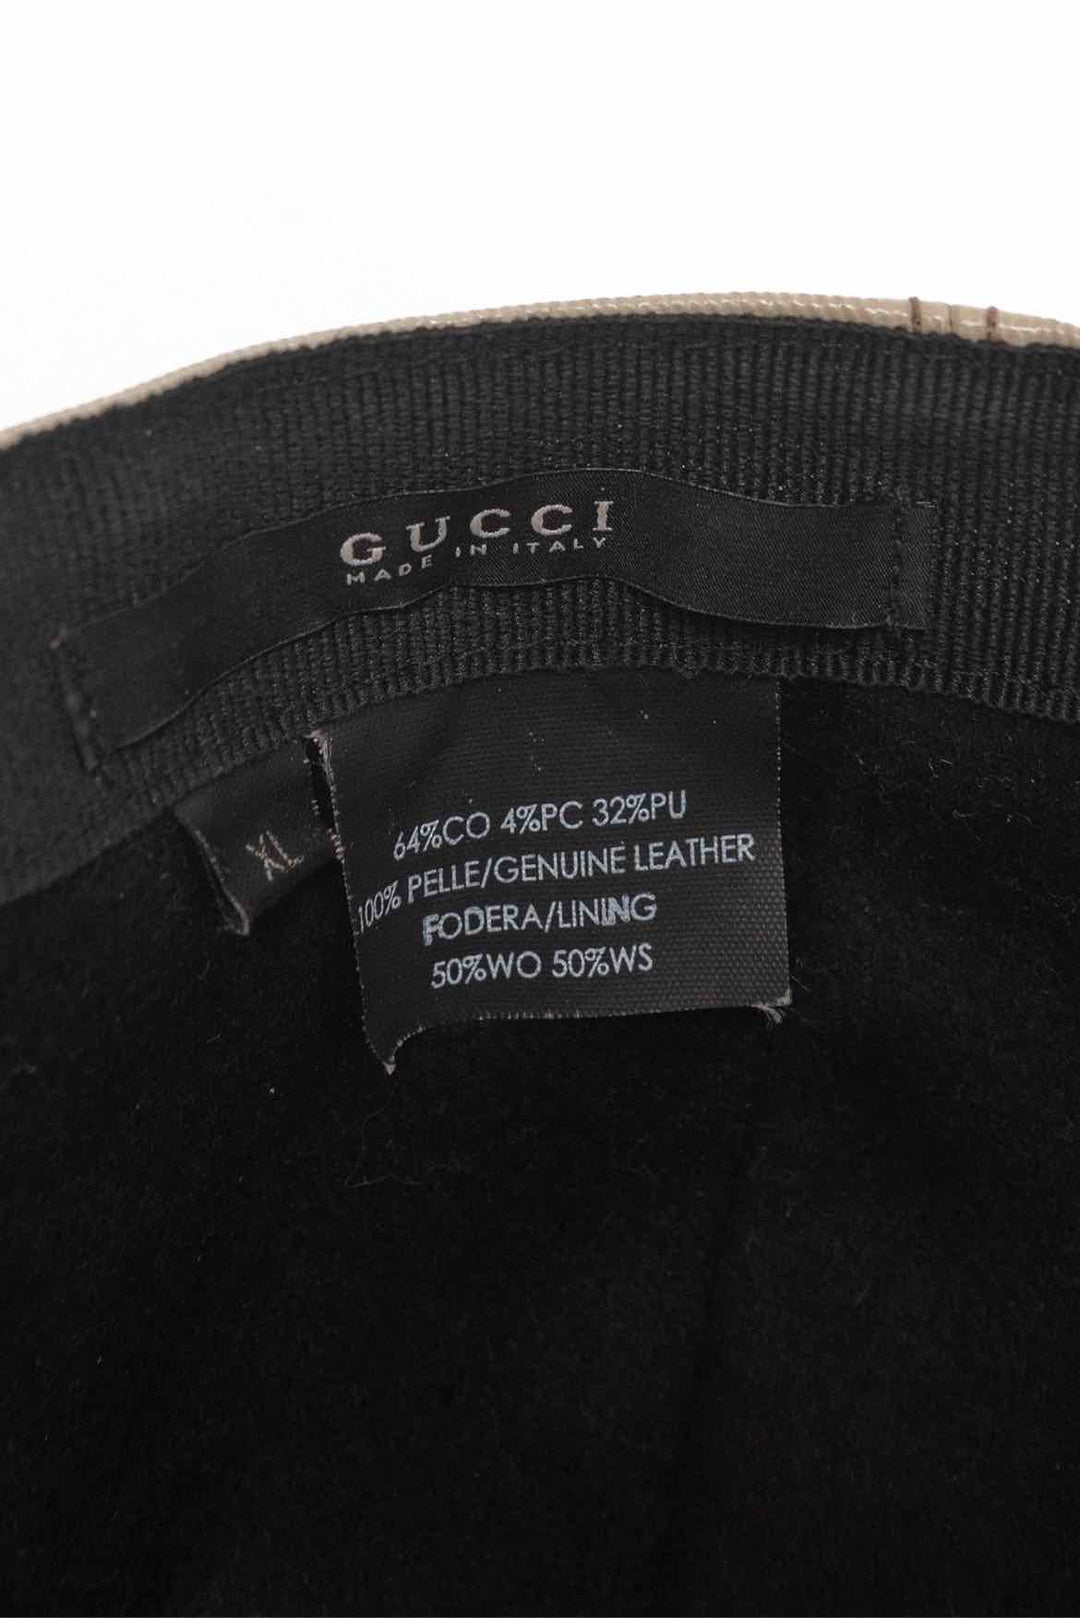 GUCCI
MADE IN ITALY
XL
64%CO 4%PC 32%PU
100% PELLE/GENUINE LEATHER
FODERA/LINING
50%WO 50%WS